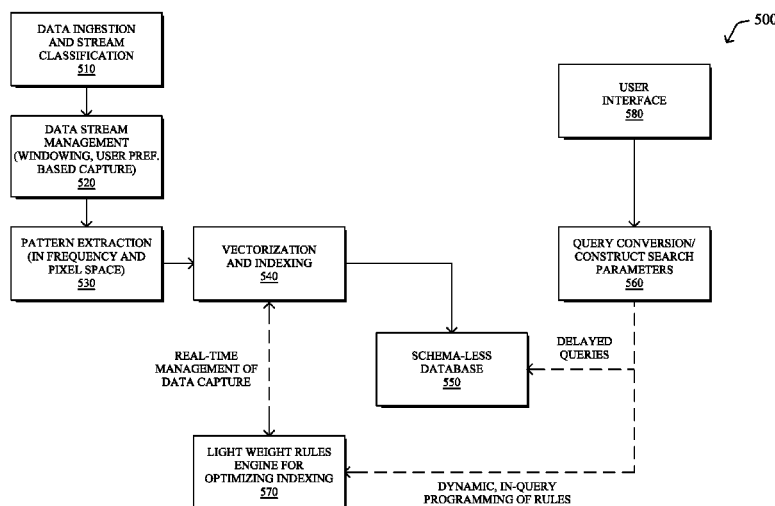 500
DATA INGESTION
AND STREAM
CLASSIFICATION
510
DATA STREAM
MANAGEMENT
(WINDOWING, USER PREF.
BASED CAPTURE)
520
PATTERN EXTRACTION
(IN FREQUENCY AND
PIXEL SPACE)
530
VECTORIZATION
AND INDEXING
540
USER
INTERFACE
580
QUERY CONVERSION/
CONSTRUCT SEARCH
PARAMETERS
560
REAL-TIME
MANAGEMENT OF
DATA CAPTURE
SCHEMA-LESS
DATABASE
550
DELAYED
QUERIES
LIGHT WEIGHT RULES
ENGINE FOR
OPTIMIZING INDEXING
570
DYNAMIC, IN-QUERY
PROGRAMMING OF RULES